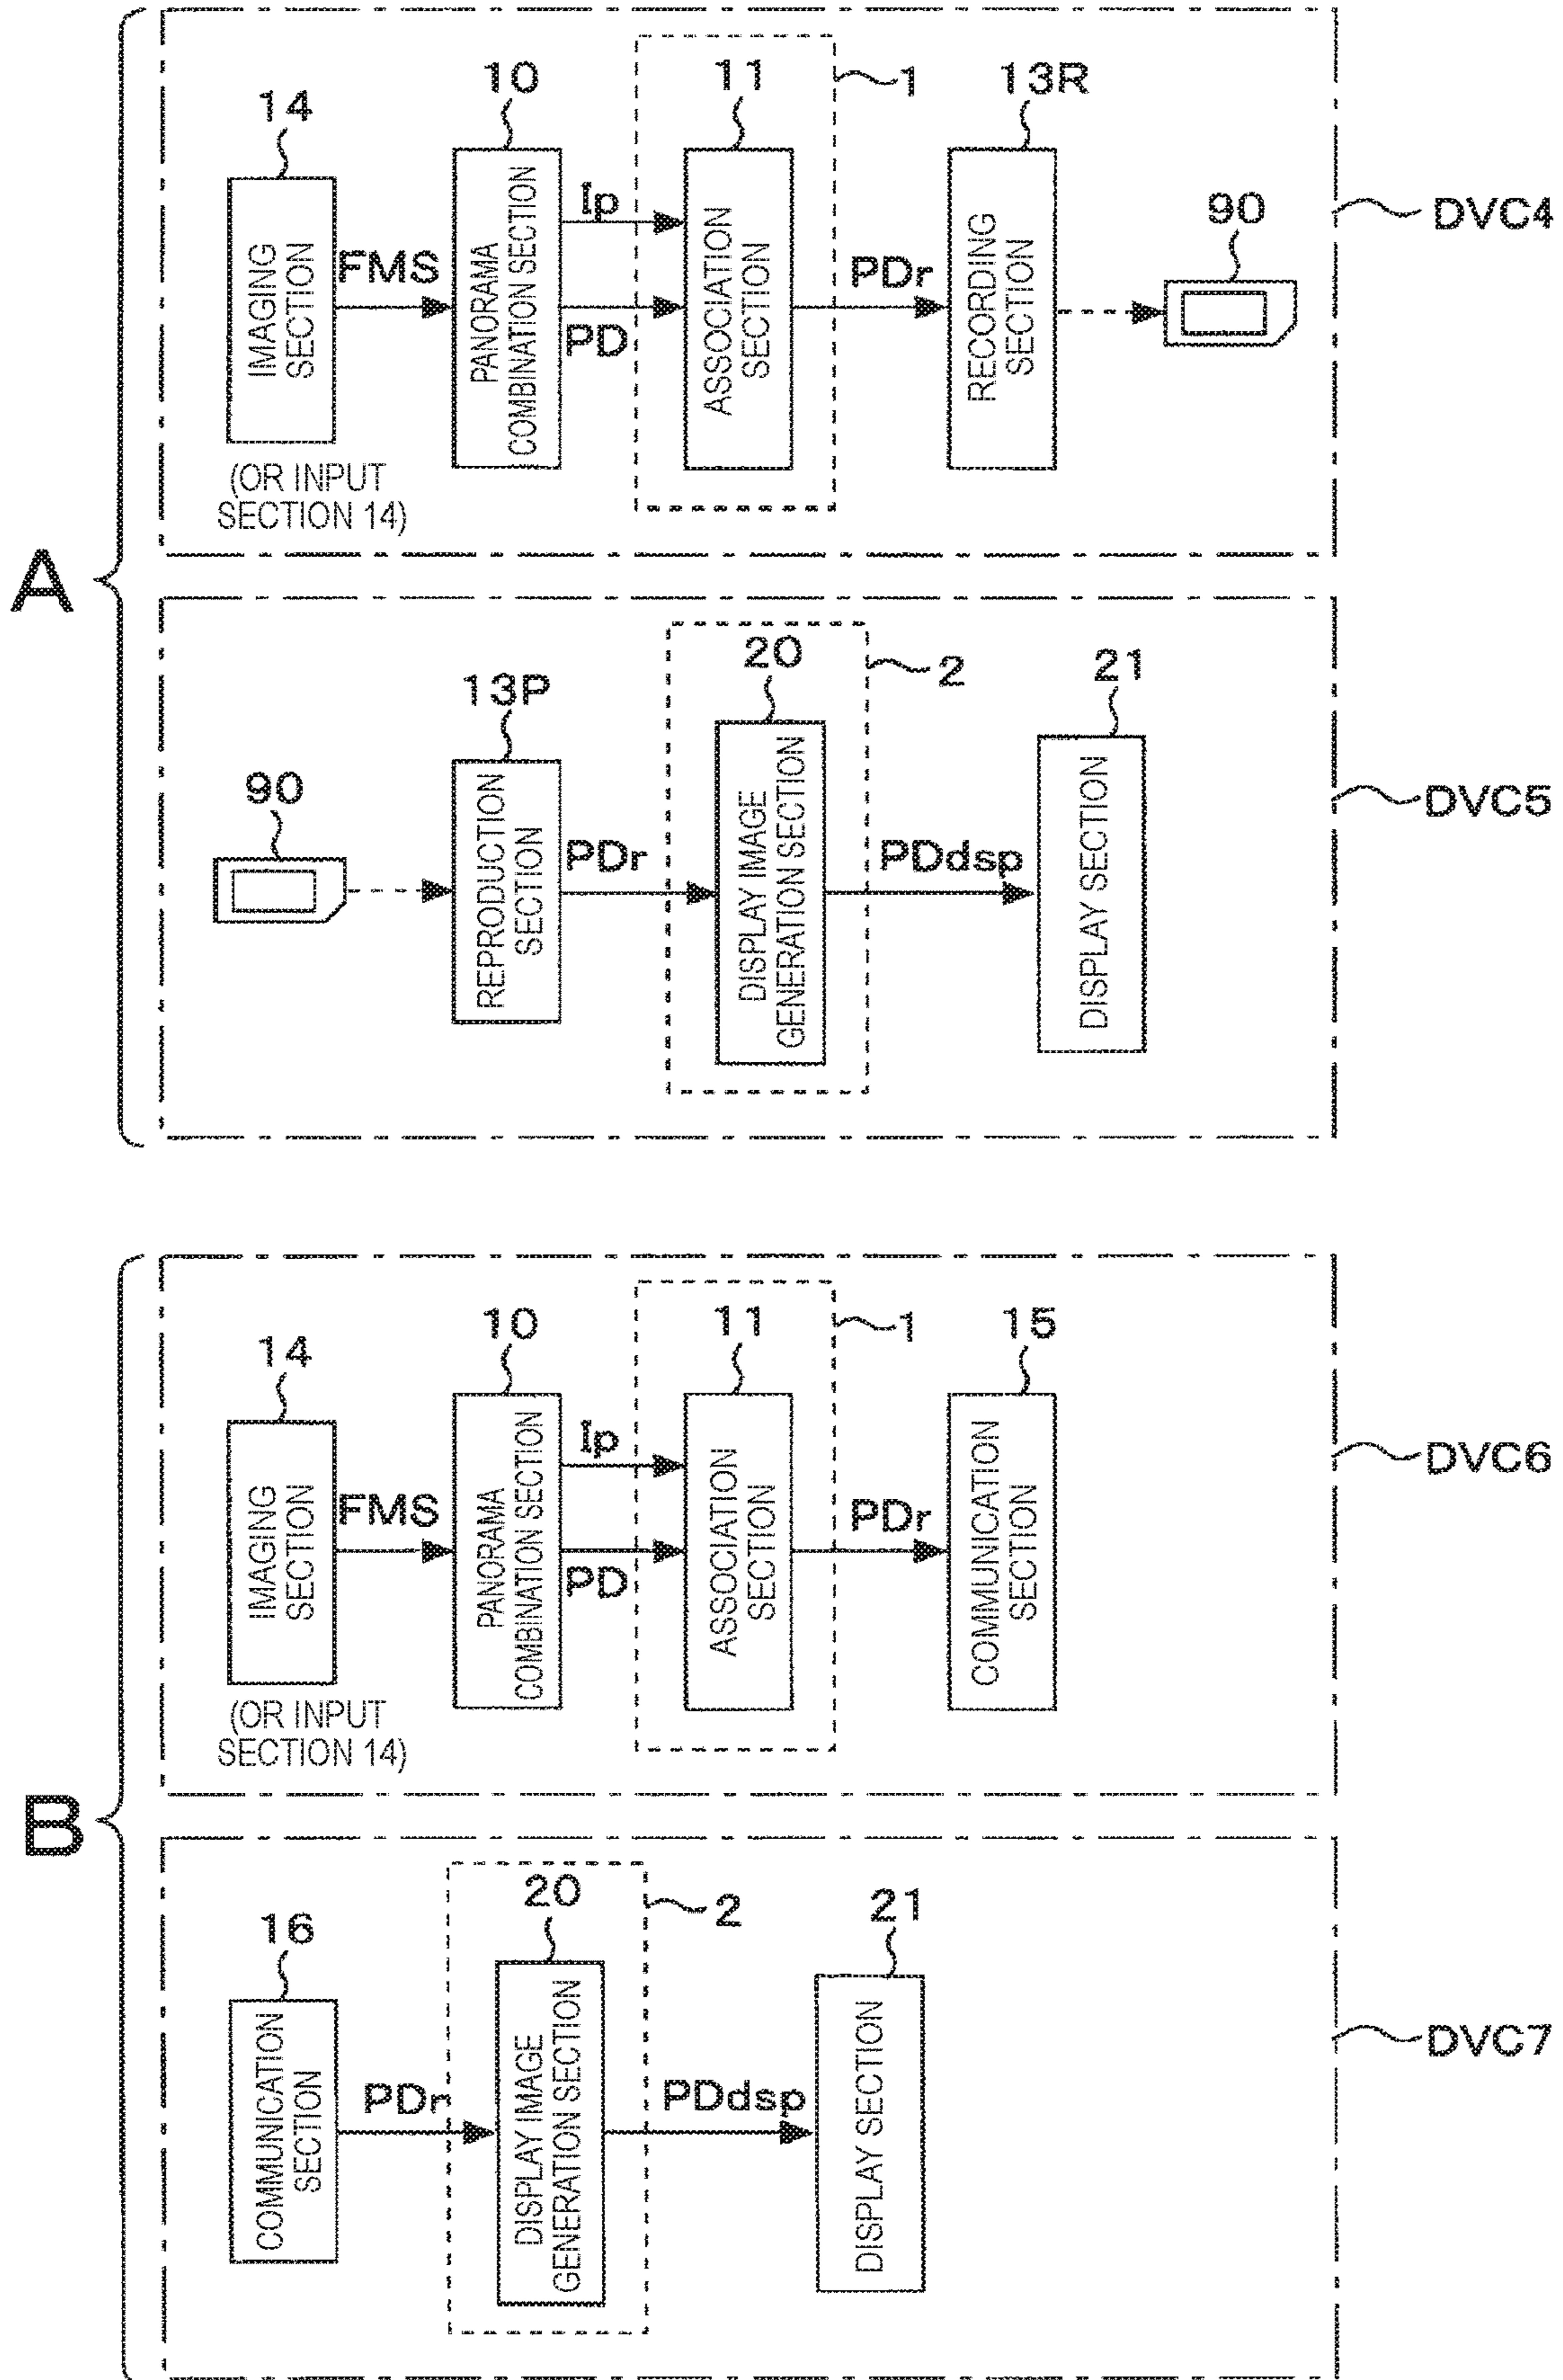 A
14
IMAGING
SECTION
(OR INPUT
SECTION 14)
FMS
10
PANORAMA
COMBINATION SECTION
Ip
PD
11
ASSOCIATION
SECTION
1
PDr
13R
RECORDING
SECTION
90
DVC4
90
13P
REPRODUCTION
SECTION
PDr
20
DISPLAY IMAGE
GENERATION SECTION
2
PDdsp
21
DISPLAY SECTION
DVC5
B
14
IMAGING
SECTION
(OR INPUT
SECTION 14)
FMS
10
PANORAMA
COMBINATION SECTION
Ip
PD
11
ASSOCIATION
SECTION
1
PDr
15
COMMUNICATION
SECTION
DVC6
16
COMMUNICATION
SECTION
PDr
20
DISPLAY IMAGE
GENERATION SECTION
2
PDdsp
21
DISPLAY SECTION
DVC7